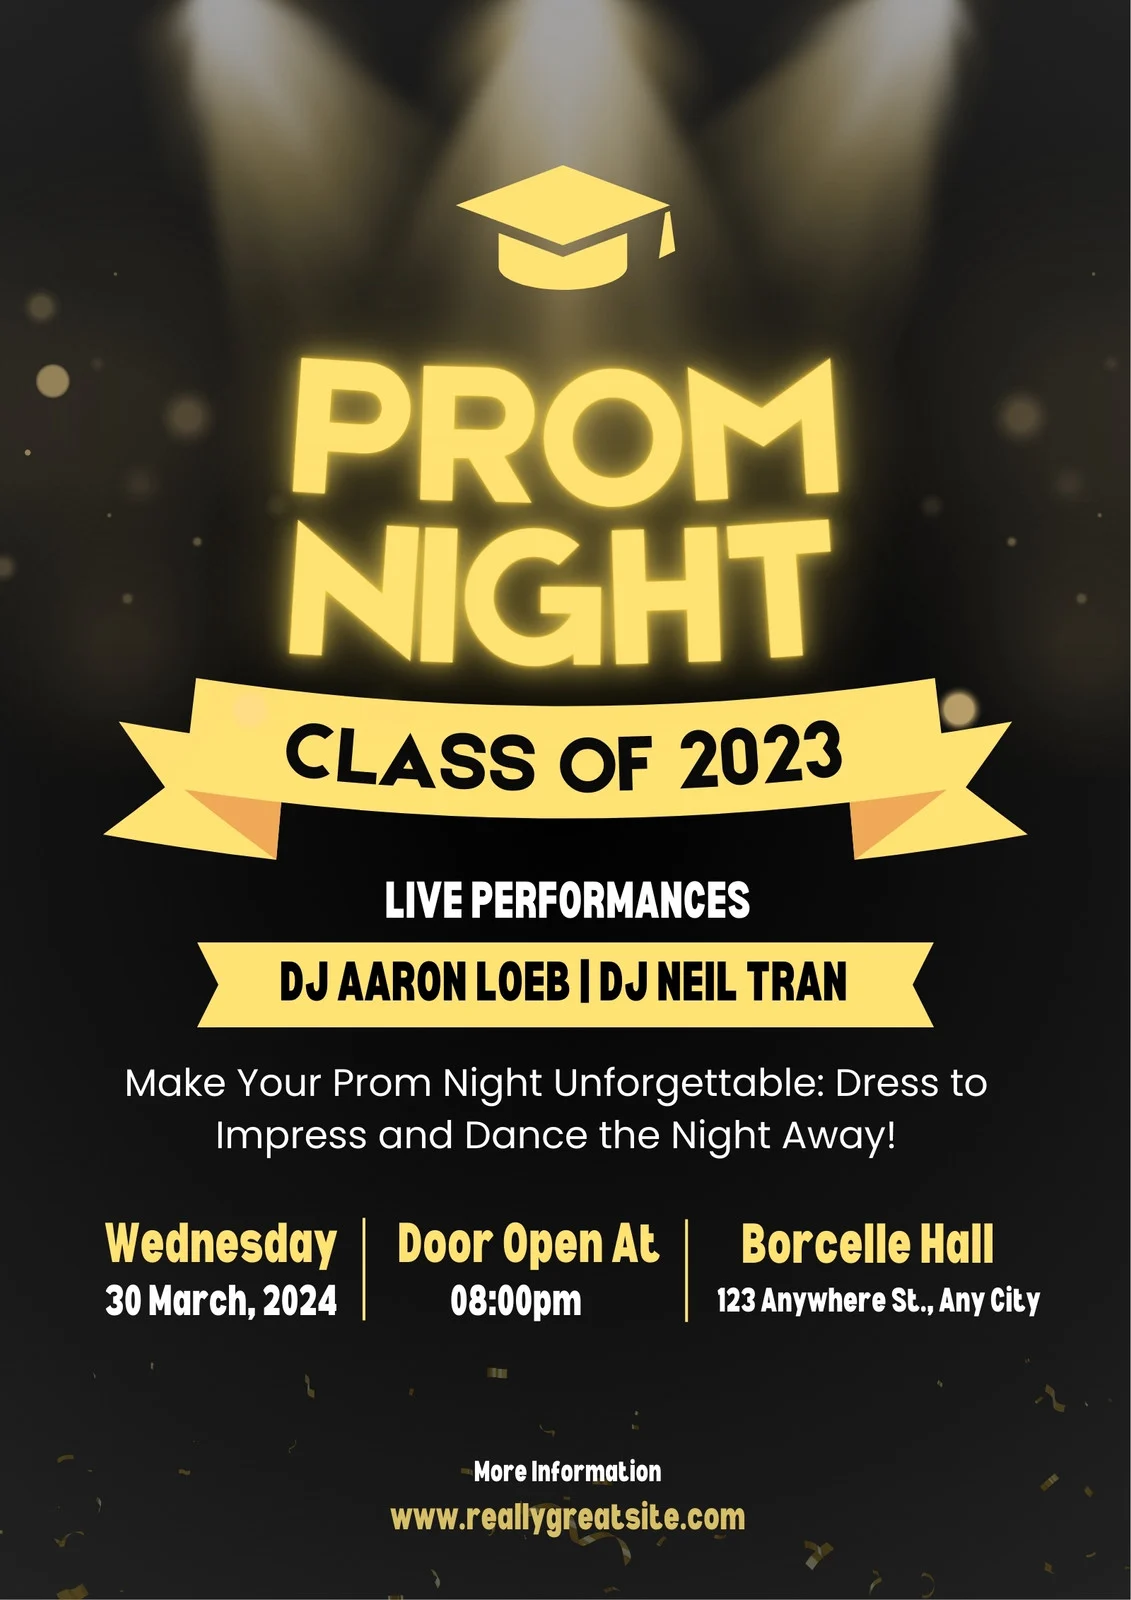 PROM
NIGHT
CLASS OF 2023
LIVE PERFORMANCES
DJ AARON LOEB | DJ NEIL TRAN
Make Your Prom Night Unforgettable: Dress to
Impress and Dance the Night Away!
Wednesday
30 March, 2024
Door Open At
08:00pm
Borcelle Hall
123 Anywhere St., Any City
More Information
www.reallygreatsite.com